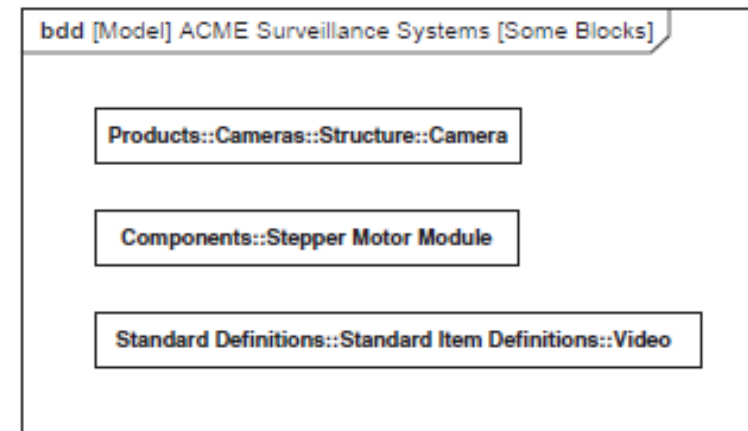 bdd [Model] ACME Surveillance Systems [Some Blocks]
Products::Cameras::Structure::Camera
Components::Stepper Motor Module
Standard Definitions::Standard Item Definitions::Video